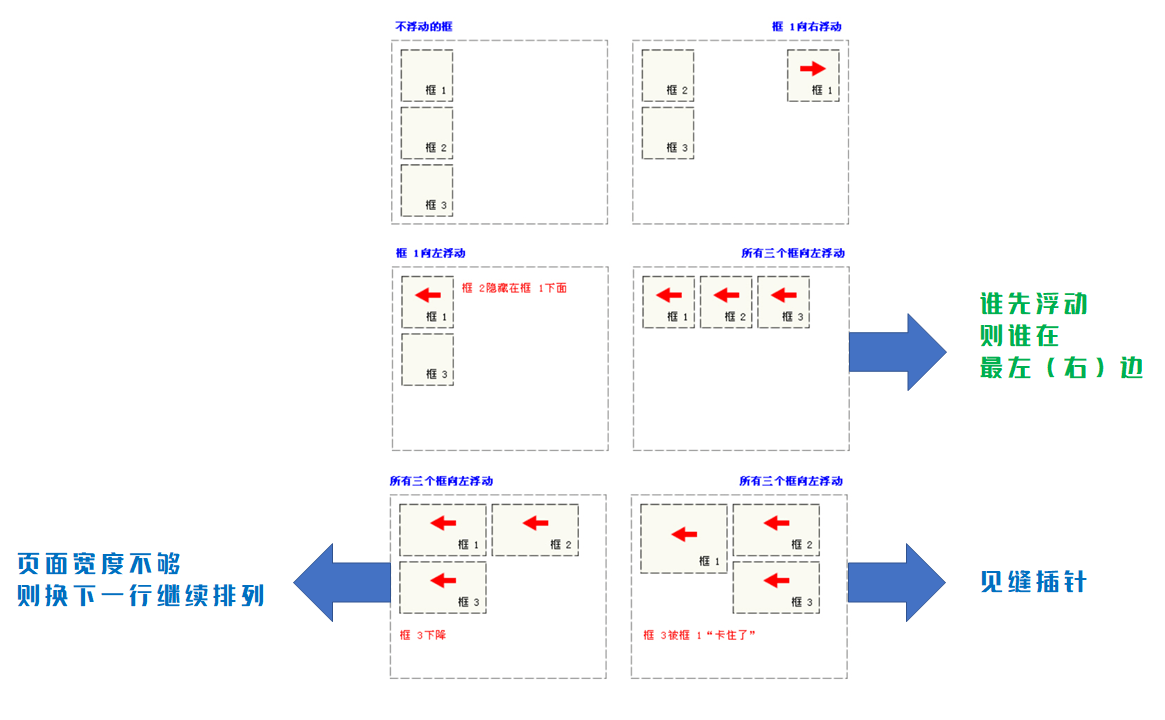 不浮动的框
框 1向右浮动
框 1
框 2
框 3
框 2
框 1
框 3
框 1向左浮动
所有三个框向左浮动
框 1
框 2隐藏在框 1下面
框 3
框 1
框 2
框 3
谁先浮动
则谁在
最左（右）边
所有三个框向左浮动
所有三个框向左浮动
框 1
框 2
框 3
框 3下降
框 1
框 2
框 3
框 3被框 1“卡住了”
页面宽度不够
则换下一行继续排列
见缝插针